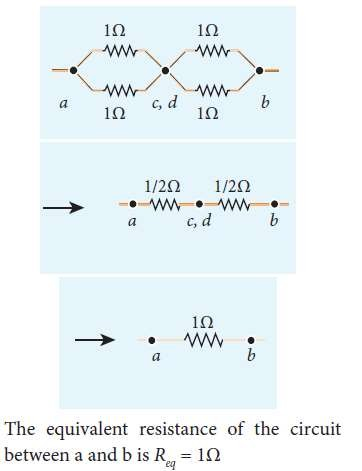 1Ω 1Ω
a c, d b
1Ω 1Ω
1/2Ω 1/2Ω
a c, d b
1Ω
a b
The equivalent resistance of the circuit
between a and b is Req = 1Ω